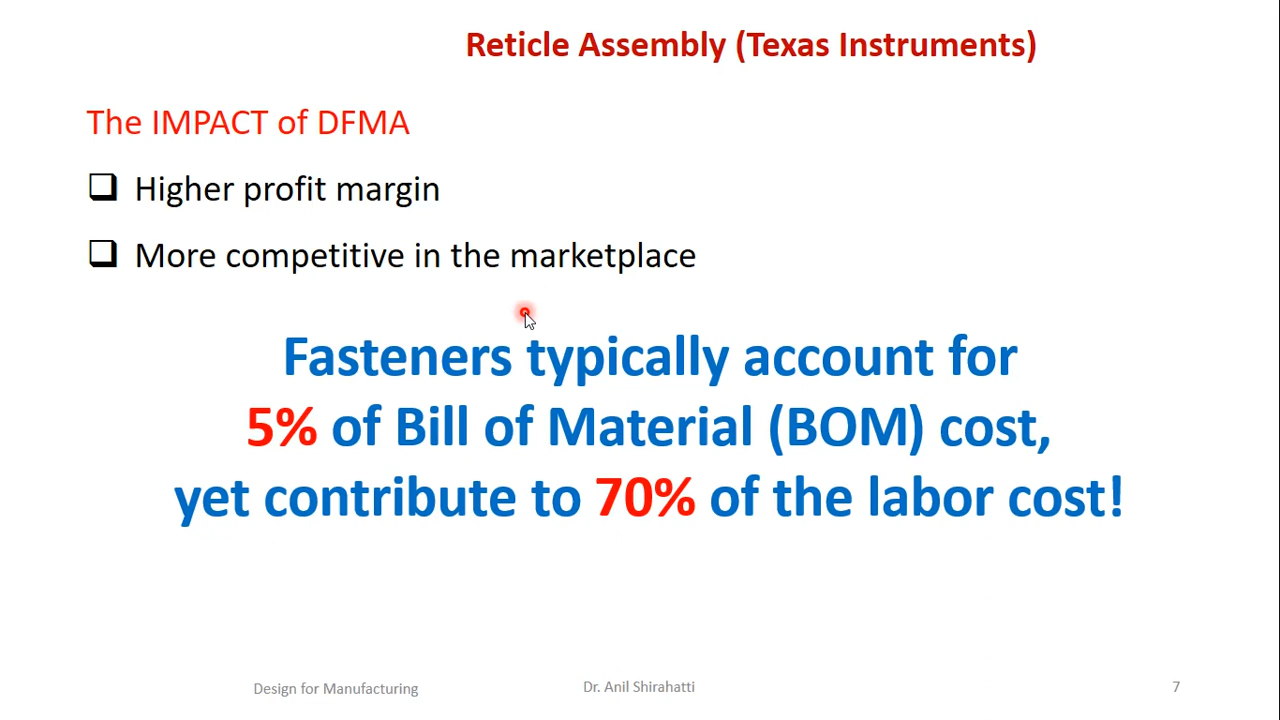 Reticle Assembly (Texas Instruments)
The IMPACT of DFMA
Higher profit margin
More competitive in the marketplace
Fasteners typically account for
5% of Bill of Material (BOM) cost,
yet contribute to 70% of the labor cost!
Design for Manufacturing
Dr. Anil Shirahatti
7